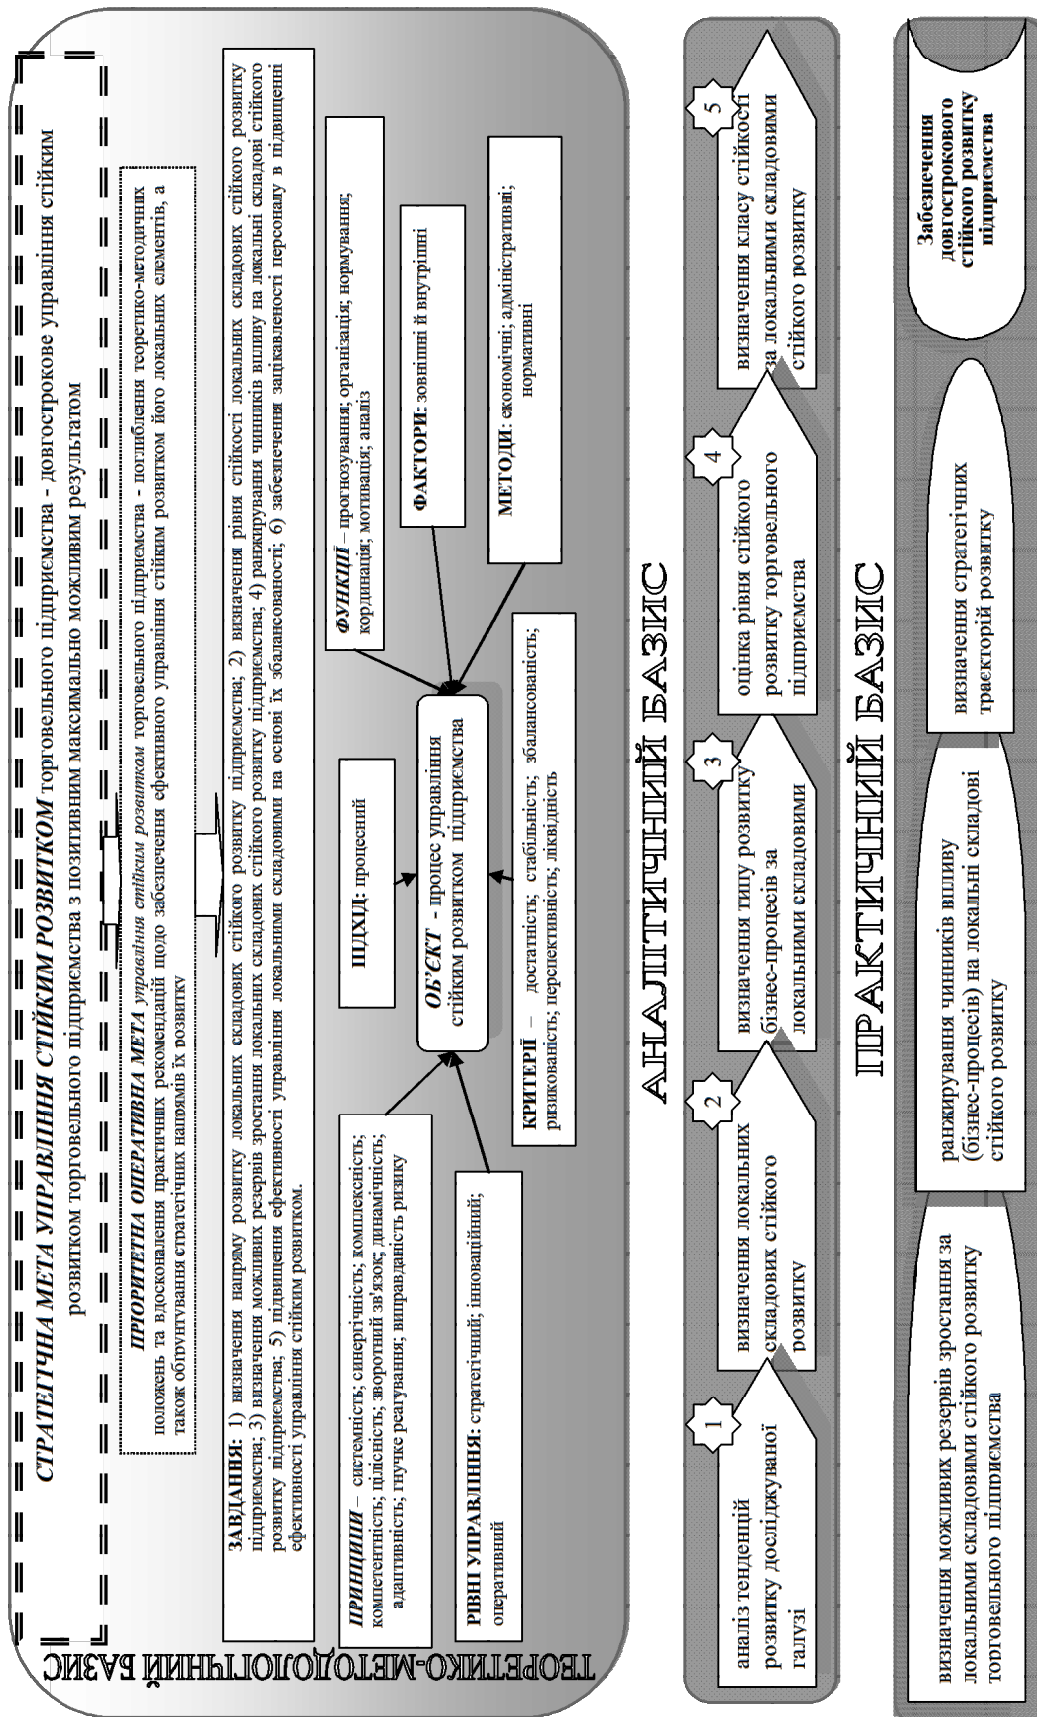 СТРАТЕГІЧНА МЕТА УПРАВЛІННЯ СТІЙКИМ РОЗВИТКОМ торговельного підприємства - довгострокове управління стійким
розвитком торговельного підприємства з позитивним максимально можливим результатом
ПРІОРИТЕТНА ОПЕРАТИВНА МЕТА управління стійким розвитком торговельного підприємства - поглиблення теоретико-методичних
положень та вдосконалення практичних рекомендацій щодо забезпечення ефективного управління стійким розвитком його локальних елементів, а
також обґрунтування стратегічних напрямів їх розвитку
ЗАВДАННЯ: 1) визначення напряму розвитку локальних складових стійкого розвитку підприємства; 2) визначення рівня стійкості локальних складових стійкого розвитку
підприємства; 3) визначення можливих резервів зростання локальних складових стійкого розвитку підприємства; 4) ранжирування чинників впливу на локальні складові стійкого
розвитку підприємства; 5) підвищення ефективності управління локальними складовими на основі їх збалансованості; 6) забезпечення зацікавленості персоналу в підвищенні
ефективності управління стійким розвитком.
ПРИНЦИПИ – системність; синергічність; комплексність;
компетентність; цілісність; зворотний зв'язок; динамічність;
адаптивність; гнучке реагування; виправданість ризику
РІВНІ УПРАВЛІННЯ: стратегічний; інноваційний;
оперативний
ПІДХІД: процесний
ОБ'ЄКТ - процес управління
стійким розвитком підприємства
КРИТЕРІЇ – достатність; стабільність; збалансованість;
ризикованість; перспективність; ліквідність
ФУНКЦІЇ – прогнозування; організація; нормування;
кординація; мотивація; аналіз
ФАКТОРИ: зовнішні й внутрішні
МЕТОДИ: економічні; адміністративні;
нормативні
ТЕОРЕТИКО-МЕТОДОЛОГІЧНИЙ БАЗИС
АНАЛІТИЧНИЙ БАЗИС
1
аналіз тенденцій
розвитку досліджуваної
галузі
2
визначення локальних
складових стійкого
розвитку
3
визначення типу розвитку
бізнес-процесів за
локальними складовими
4
оцінка рівня стійкого
розвитку торговельного
підприємства
5
визначення класу стійкості
за локальними складовими
стійкого розвитку
ПРАКТИЧНИЙ БАЗИС
визначення можливих резервів зростання за
локальними складовими стійкого розвитку
торговельного підприємства
ранжирування чинників впливу
(бізнес-процесів) на локальні складові
стійкого розвитку
визначення стратегічних
траєкторій розвитку
Забезпечення
довгострокового
стійкого розвитку
підприємства